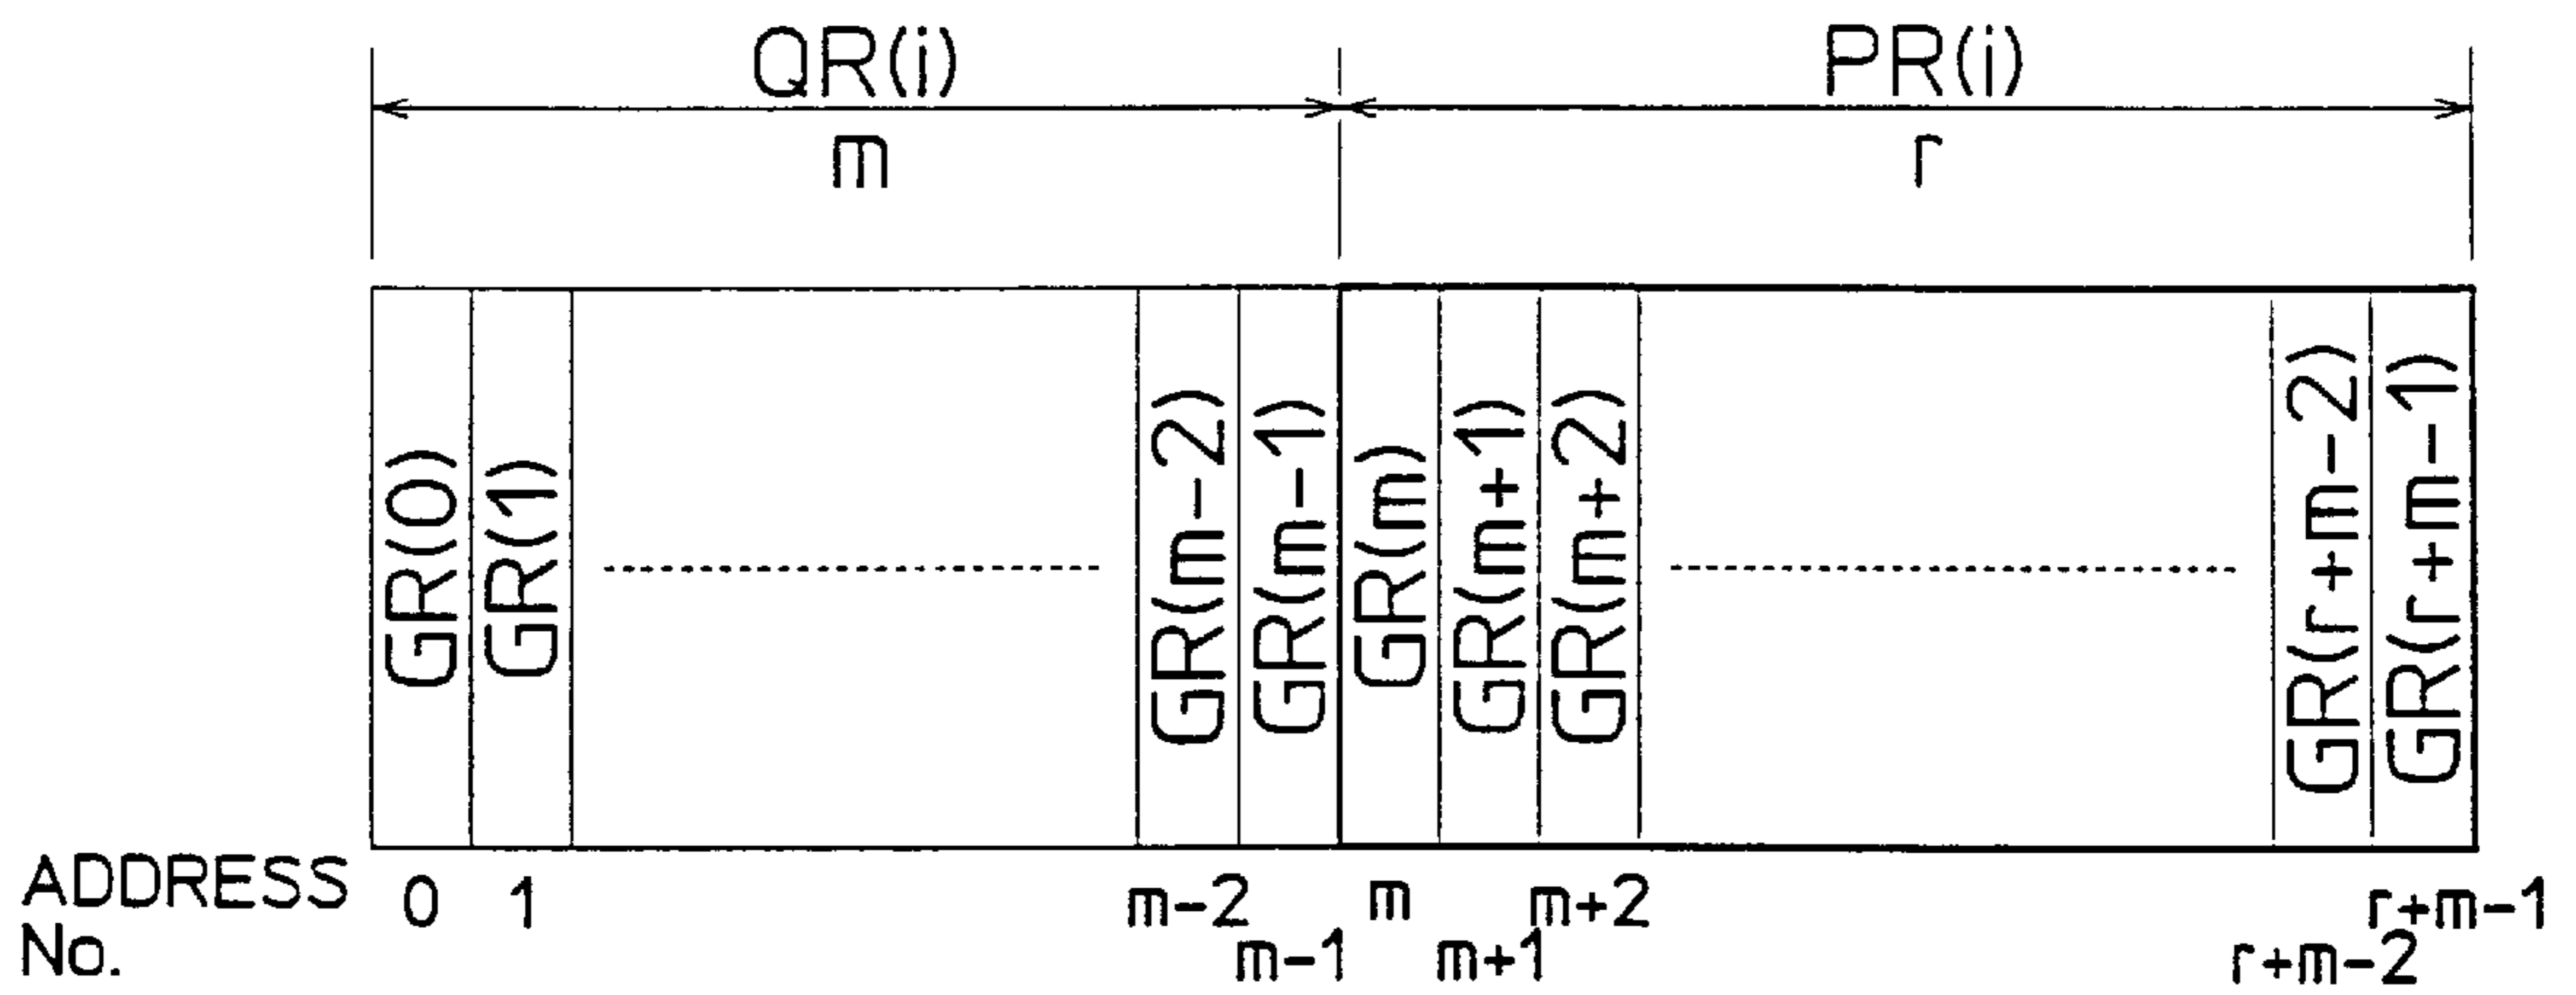 QR(i) PR(i)
m r
GR(0) GR(1) GR(m-2) GR(m-1) GR(m) GR(m+1) GR(m+2) GR(r+m-2) GR(r+m-1)
ADDRESS 0 1 m-2 m m+2 r+m-1
No. m-1 m+1 r+m-2